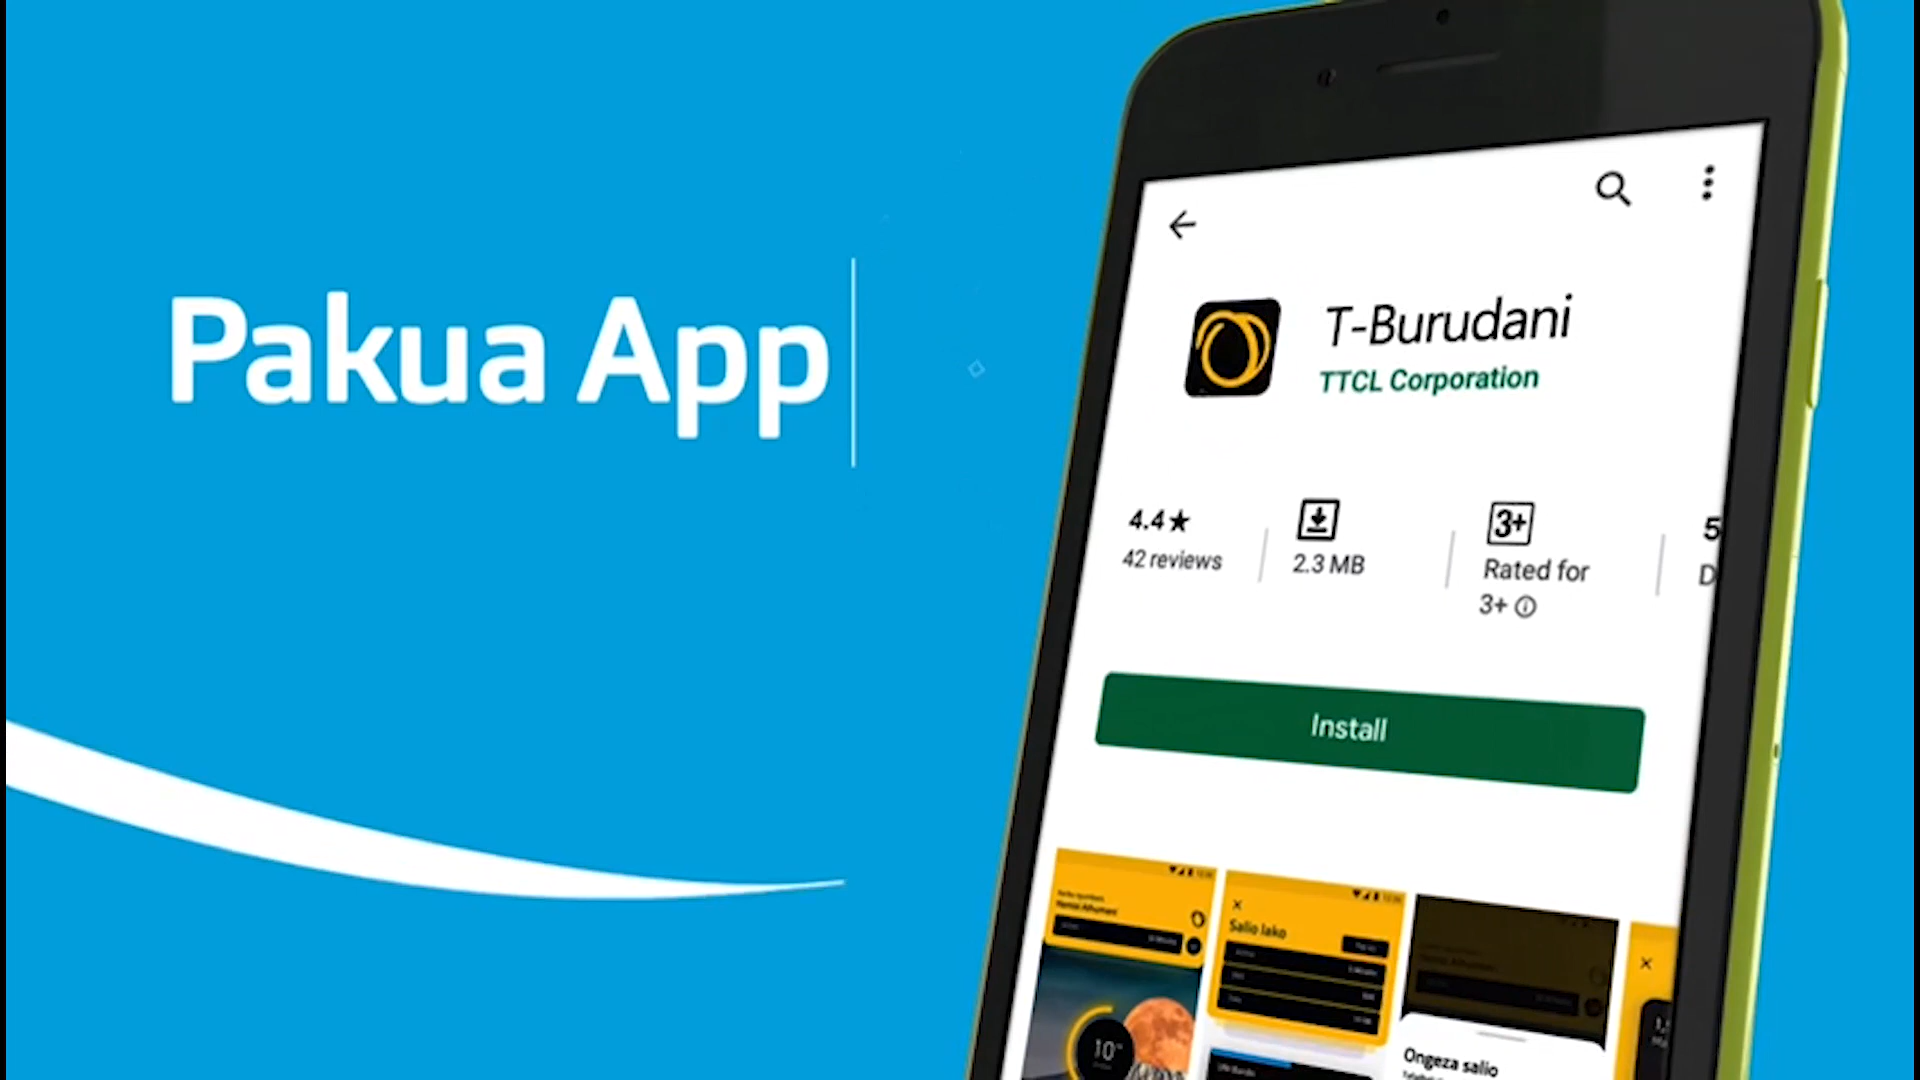 Pakua App
T-Burudani
TTCL Corporation
4.4★
42 reviews
2.3 MB
3+
Rated for
3+
5
D
Install
Salio lako
10
Ongeza salio